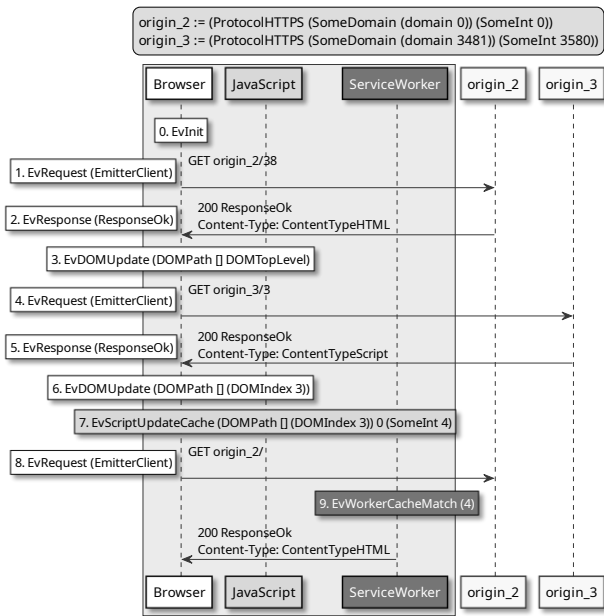 origin_2 := (ProtocolHTTPS (SomeDomain (domain 0)) (SomeInt 0))
origin_3 := (ProtocolHTTPS (SomeDomain (domain 3481)) (SomeInt 3580))
Browser JavaScript ServiceWorker origin_2 origin_3
0. EvInit
GET origin_2/38
1. EvRequest (EmitterClient)
200 ResponseOk
2. EvResponse (ResponseOk)
Content-Type: ContentTypeHTML
3. EvDOMUpdate (DOMPath [] DOMTopLevel)
GET origin_3/3
4. EvRequest (EmitterClient)
200 ResponseOk
5. EvResponse (ResponseOk)
Content-Type: ContentTypeScript
6. EvDOMUpdate (DOMPath [] (DOMIndex 3))
7. EvScriptUpdateCache (DOMPath [] (DOMIndex 3)) 0 (SomeInt 4)
GET origin_2/
8. EvRequest (EmitterClient)
9. EvWorkerCacheMatch (4)
200 ResponseOk
Content-Type: ContentTypeHTML
Browser JavaScript ServiceWorker origin_2 origin_3